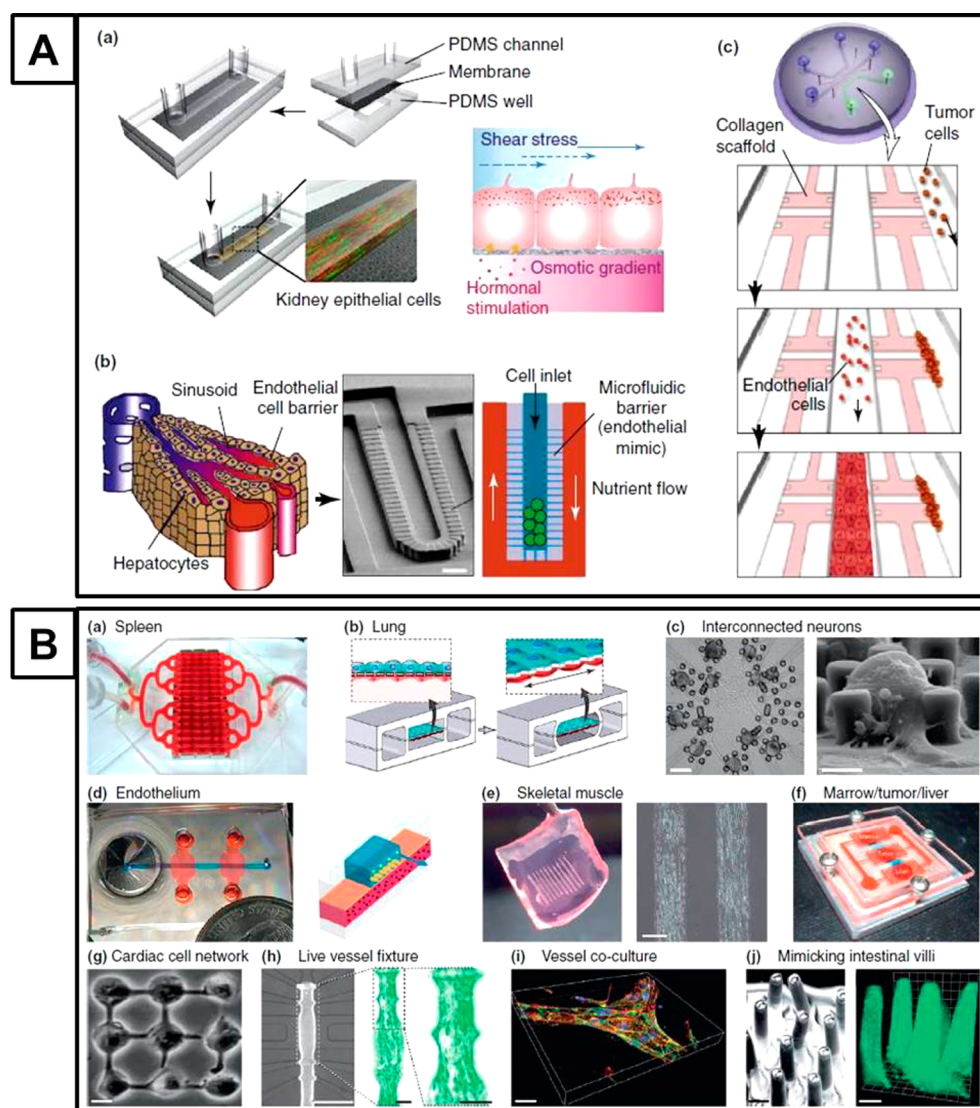 A
(a)
PDMS channel
Membrane
PDMS well
Shear stress
Osmotic gradient
Hormonal
stimulation
Kidney epithelial cells
(b)
Sinusoid
Endothelial
cell barrier
Hepatocytes
Cell inlet
Microfluidic
barrier
(endothelial
mimic)
Nutrient flow
(c)
Collagen
scaffold
Tumor
cells
Endothelial
cells
B
(a) Spleen
(b) Lung
(c) Interconnected neurons
(d) Endothelium
(e) Skeletal muscle
(f) Marrow/tumor/liver
(g) Cardiac cell network
(h) Live vessel fixture
(i) Vessel co-culture
(j) Mimicking intestinal villi